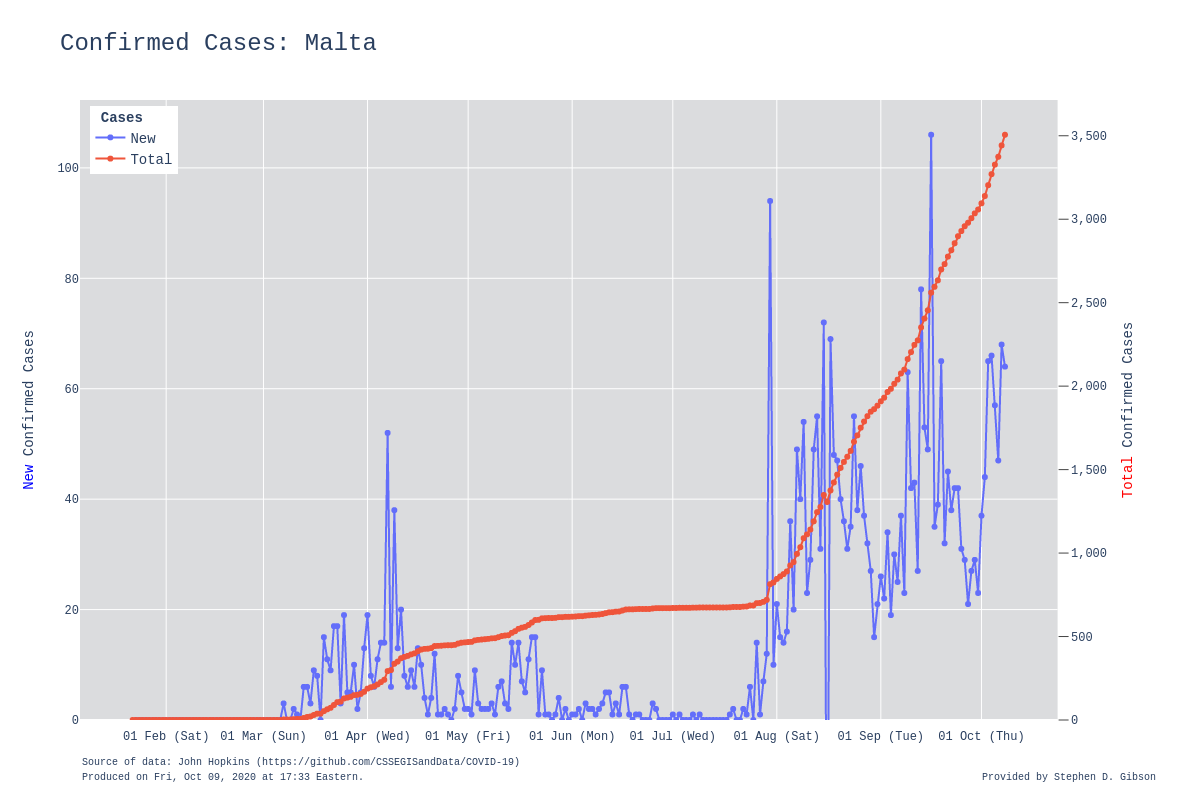 Confirmed Cases: Malta
Cases
New
Total
100
80
60
40
20
0
New Confirmed Cases
3,500
3,000
2,500
2,000
1,500
1,000
500
0
Total Confirmed Cases
01 Feb (Sat) 01 Mar (Sun) 01 Apr (Wed) 01 May (Fri) 01 Jun (Mon) 01 Jul (Wed) 01 Aug (Sat) 01 Sep (Tue) 01 Oct (Thu)
Source of data: John Hopkins (https://github.com/CSSEGISandData/COVID-19)
Produced on Fri, Oct 09, 2020 at 17:33 Eastern.
Provided by Stephen D. Gibson